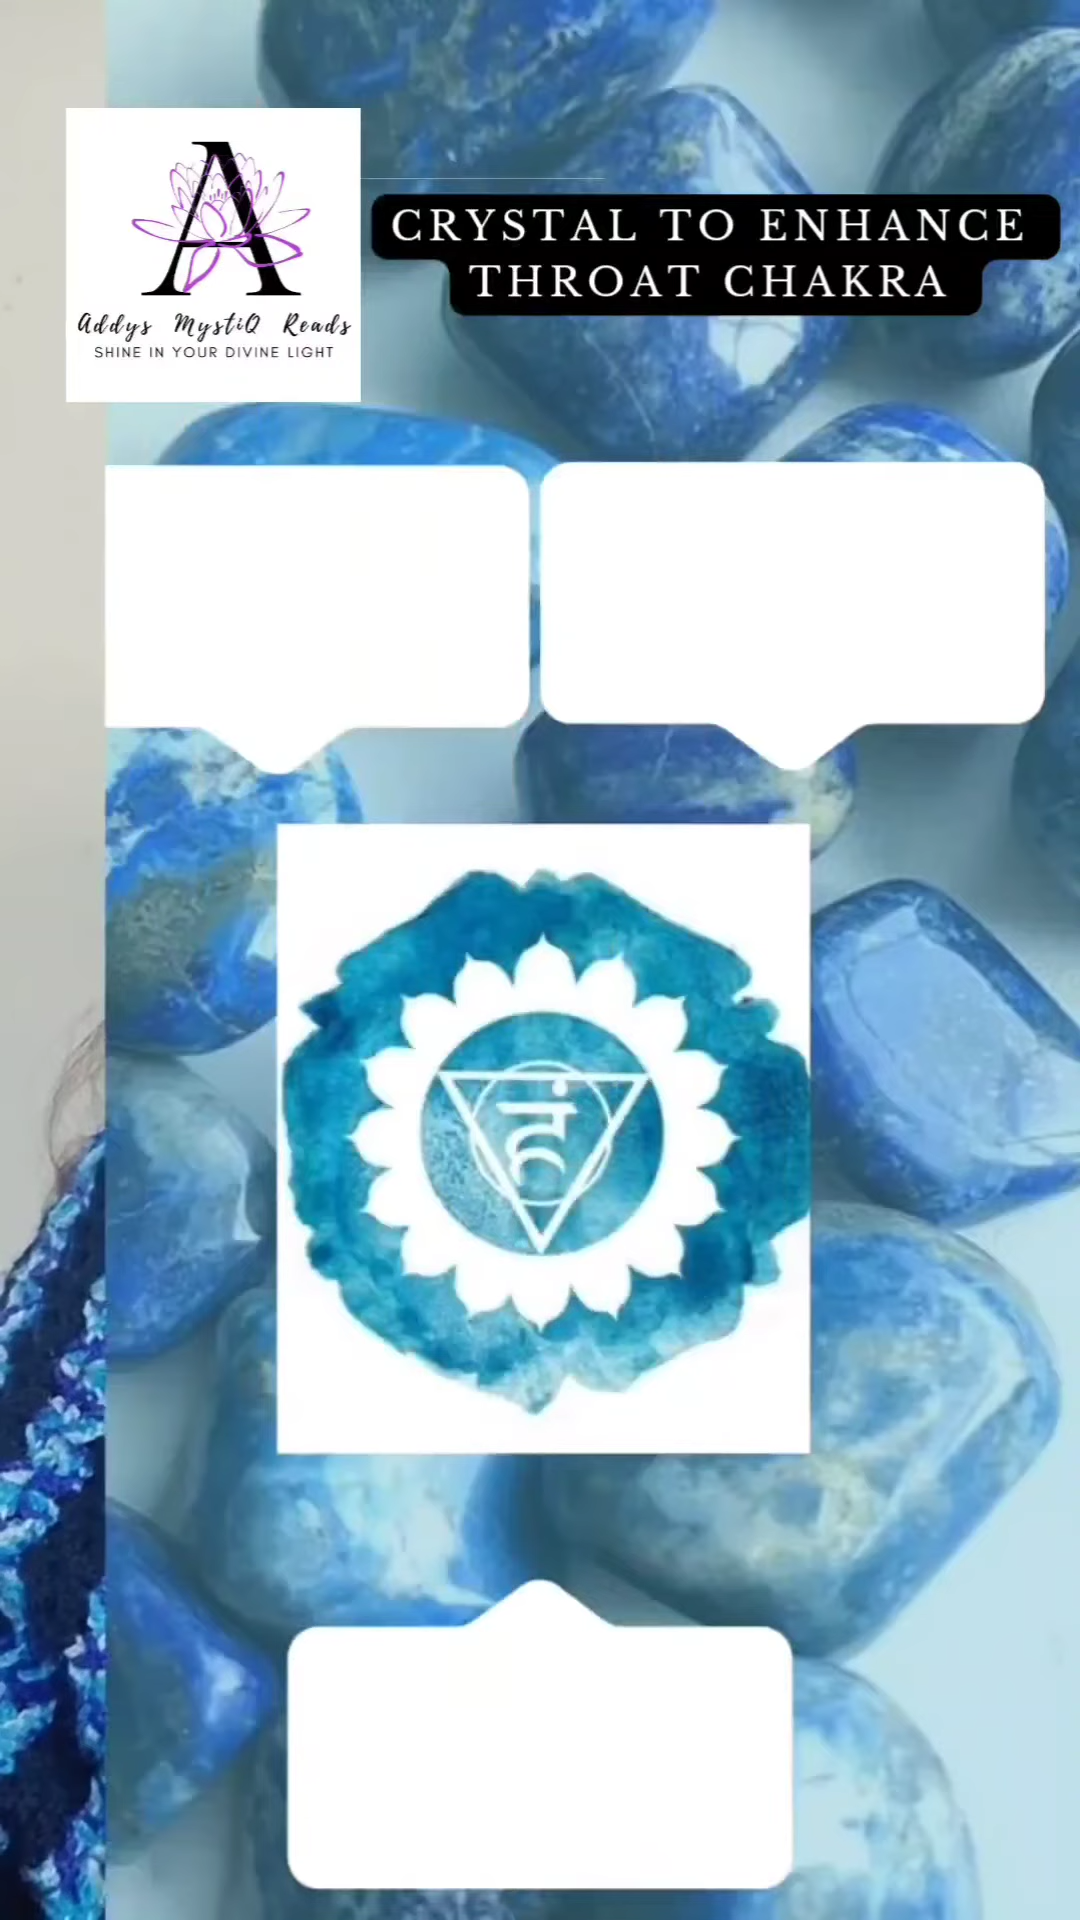 A
Addys MystiQ Reads
SHINE IN YOUR DIVINE LIGHT
CRYSTAL TO ENHANCE
THROAT CHAKRA
हं